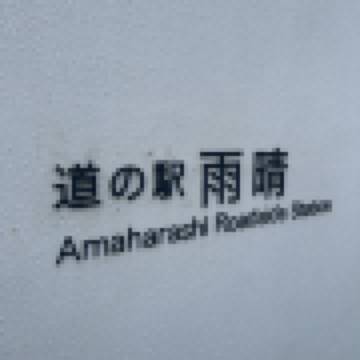 道の駅 雨晴
Amaharashi Roadside Station